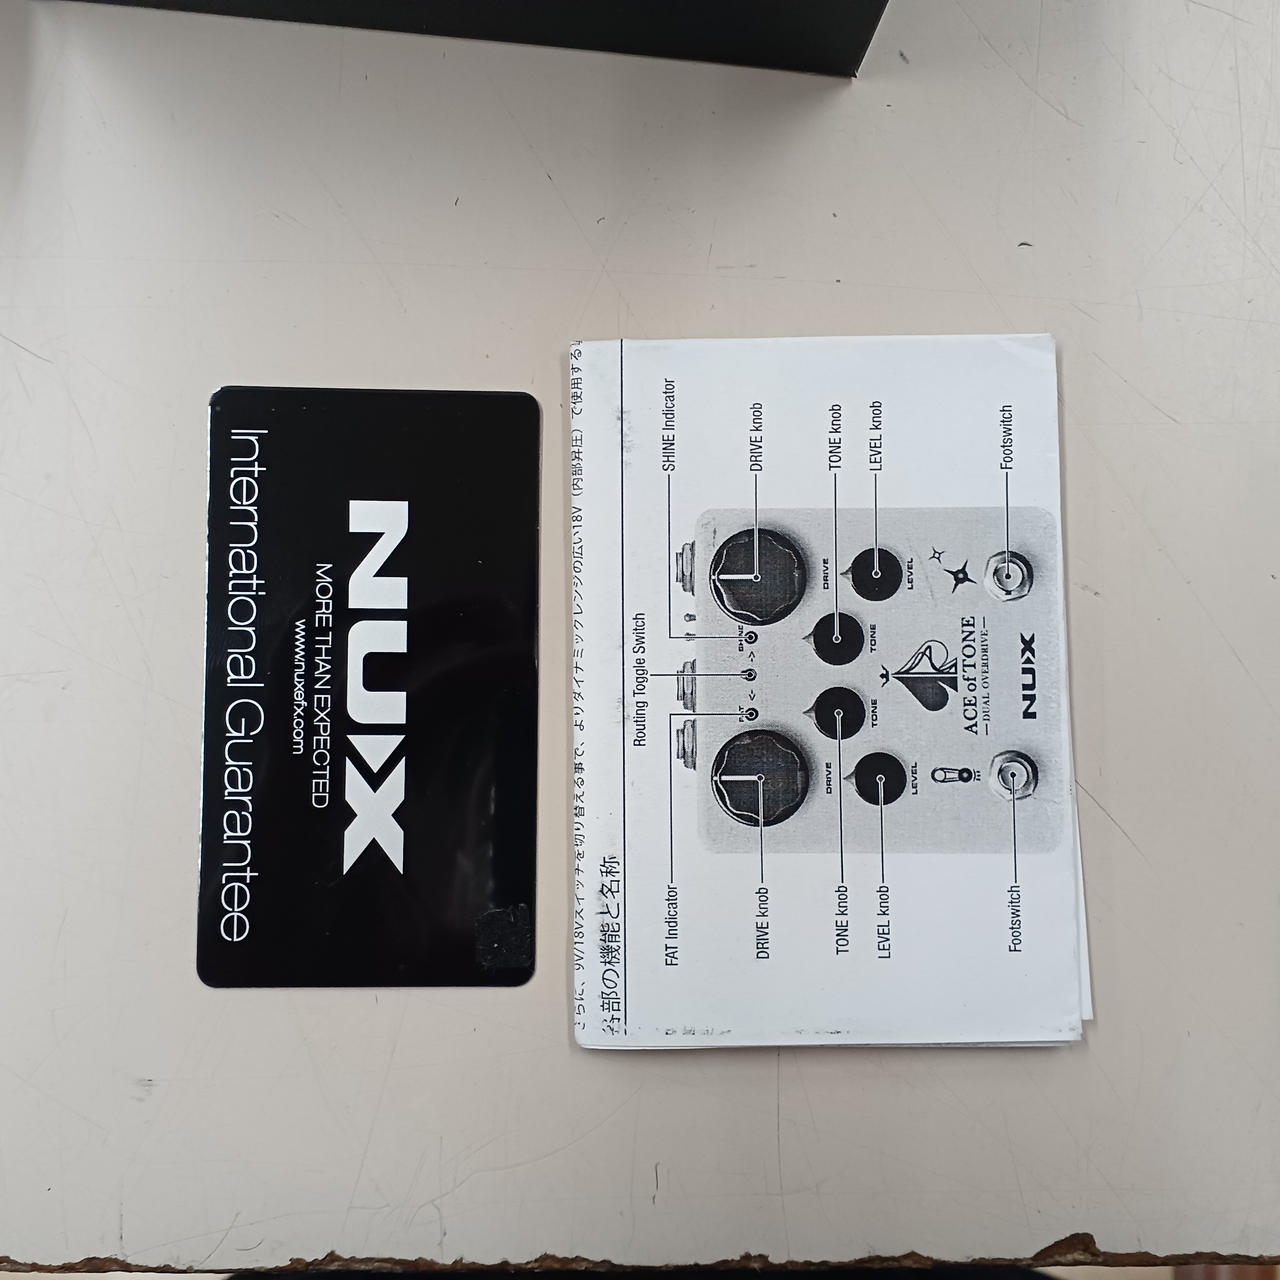 NUX
MORE THAN EXPECTED
www.nuxefx.com
International Guarantee
さらに、9V/18Vスイッチを切り替える事で、よりダイナミックレンジの広い18V（内部昇圧）で使用する
各部の機能と名称
Routing Toggle Switch
FAT Indicator
SHINE Indicator
DRIVE knob
DRIVE knob
TONE knob
TONE knob
LEVEL knob
LEVEL knob
Footswitch
Footswitch
FAT
<-
->
SHINE
DRIVE
DRIVE
TONE
TONE
LEVEL
LEVEL
ACE of TONE
DUAL OVERDRIVE
NUX